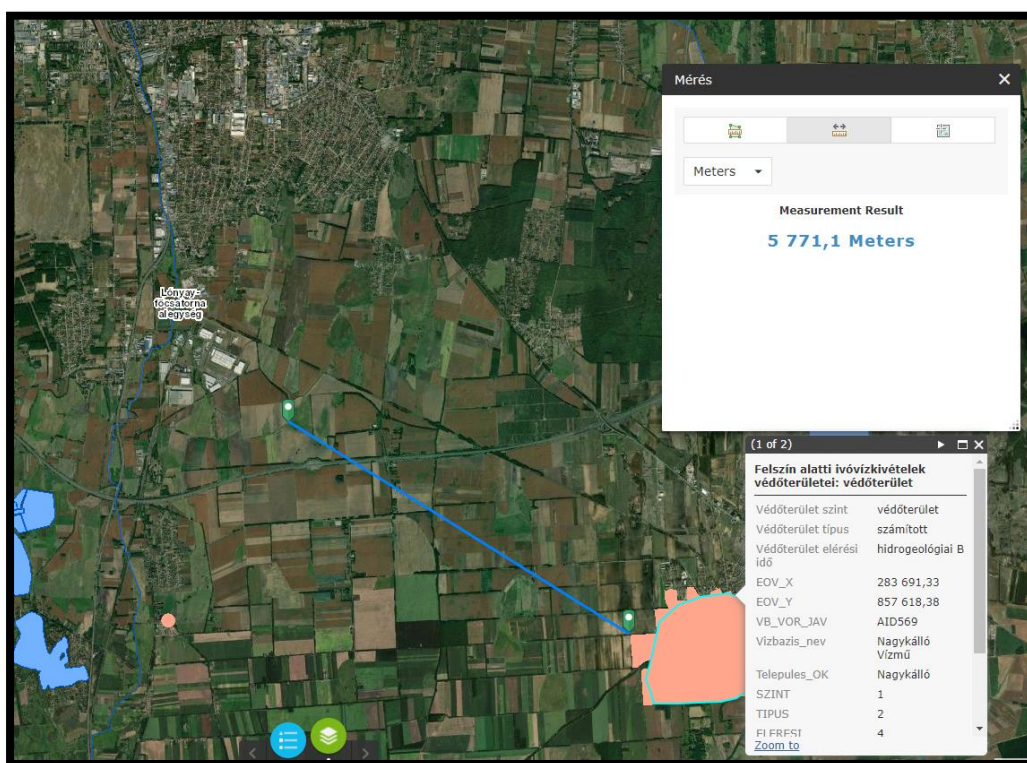 Mérés
Meters
Measurement Result
5 771,1 Meters
Lónyay-
főcsatorna
alegység
(1 of 2)
Felszín alatti ivóvízkivételek
védőterületei: védőterület
Védőterület szint védőterület
Védőterület típus számított
Védőterület elérési hidrogeológiai B
idő
EOV_X 283 691,33
EOV_Y 857 618,38
VB_VOR_JAV AID569
Vizbazis_nev Nagykálló
Vízmű
Telepules_OK Nagykálló
SZINT 1
TIPUS 2
ELERESI 4
Zoom to